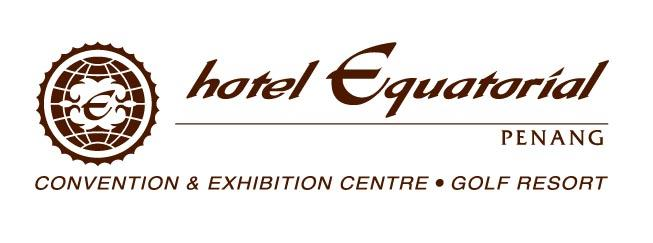 E
hotel Equatorial
PENANG
CONVENTION & EXHIBITION CENTRE • GOLF RESORT